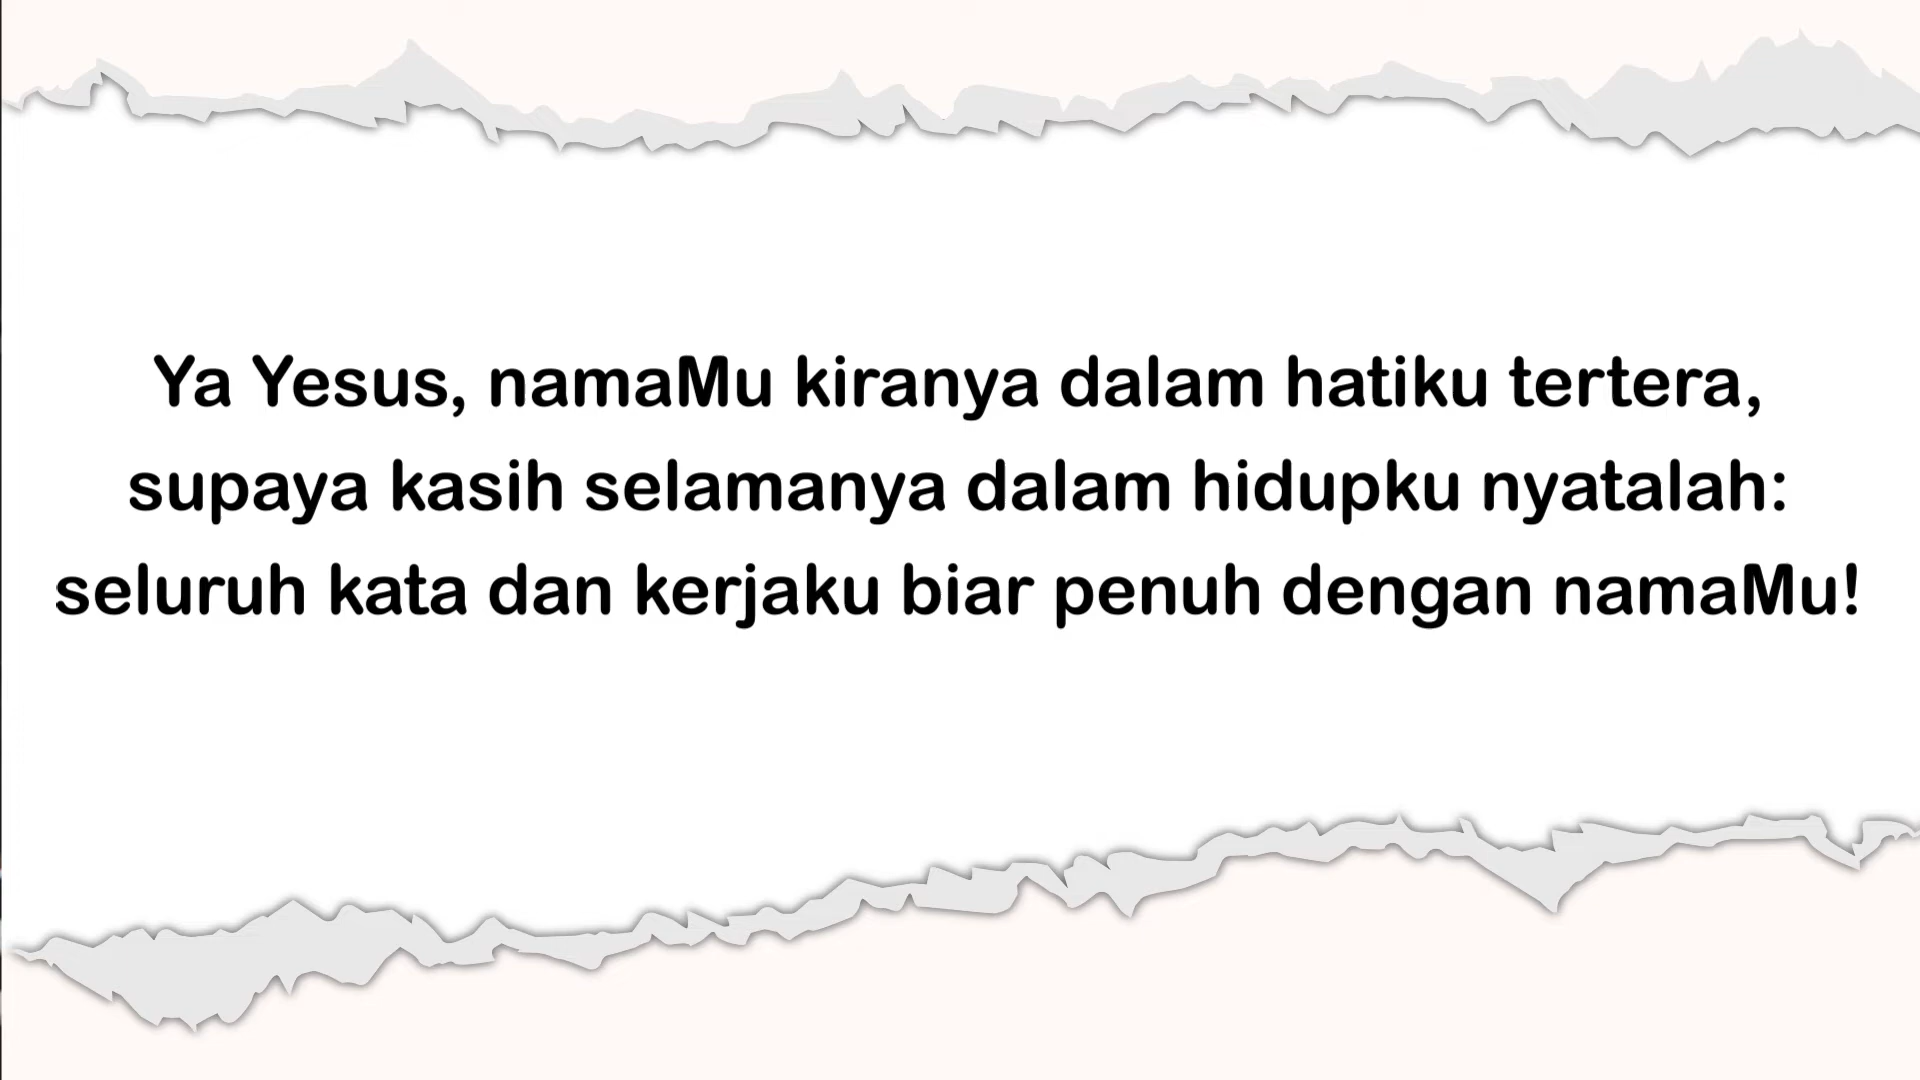 Ya Yesus, namaMu kiranya dalam hatiku tertera,
supaya kasih selamanya dalam hidupku nyatalah:
seluruh kata dan kerjaku biar penuh dengan namaMu!